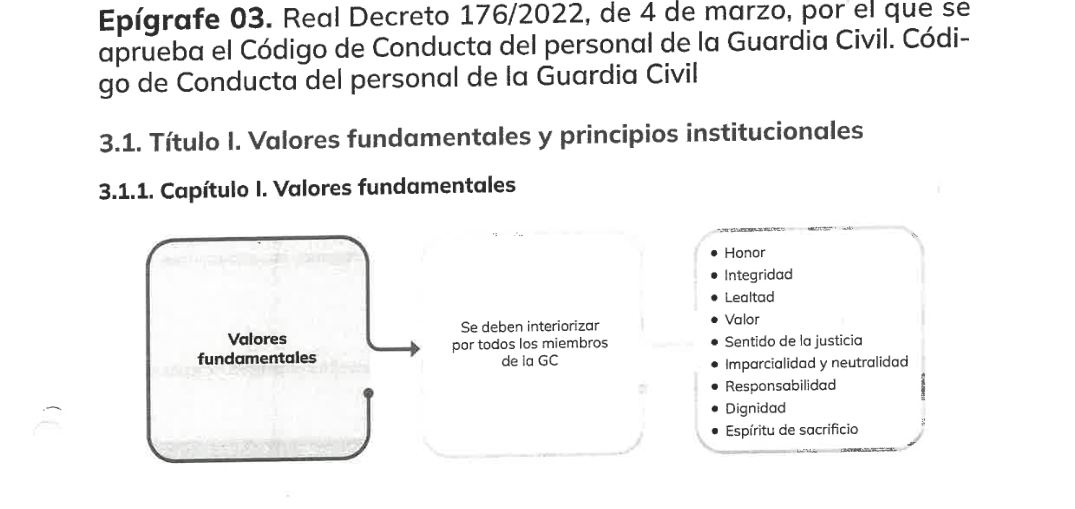 Epígrafe 03. Real Decreto 176/2022, de 4 de marzo, por el que se
aprueba el Código de Conducta del personal de la Guardia Civil. Códi-
go de Conducta del personal de la Guardia Civil
3.1. Título I. Valores fundamentales y principios institucionales
3.1.1. Capítulo I. Valores fundamentales
Valores
fundamentales
Se deben interiorizar
por todos los miembros
de la GC
• Honor
• Integridad
• Lealtad
• Valor
• Sentido de la justicia
• Imparcialidad y neutralidad
• Responsabilidad
• Dignidad
• Espíritu de sacrificio